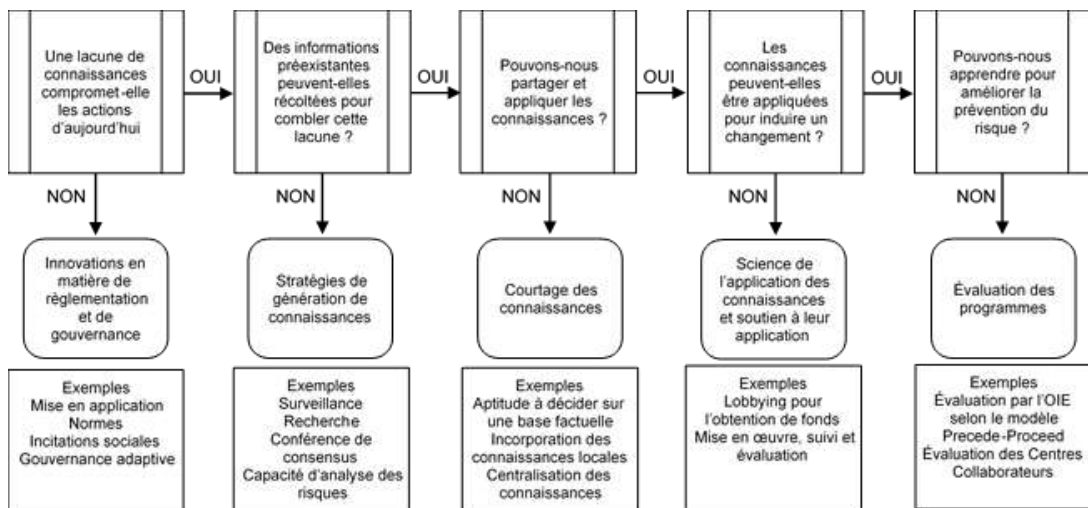 Une lacune de
connaissances
compromet-elle
les actions
d'aujourd'hui
OUI
Des informations
préexistantes
peuvent-elles
récoltées pour
combler cette
lacune ?
OUI
Pouvons-nous
partager et
appliquer les
connaissances ?
OUI
Les
connaissances
peuvent-elles
être appliquées
pour induire un
changement ?
OUI
Pouvons-nous
apprendre pour
améliorer la
prévention du
risque ?
NON
NON
NON
NON
NON
Innovations en
matière de
règlementation
et de
gouvernance
Stratégies de
génération de
connaissances
Courtage des
connaissances
Science de
l'application des
connaissances
et soutien à leur
application
Évaluation des
programmes
Exemples
Mise en application
Normes
Incitations sociales
Gouvernance adaptive
Exemples
Surveillance
Recherche
Conférence de
consensus
Capacité d'analyse des
risques
Exemples
Aptitude à décider sur
une base factuelle
Incorporation des
connaissances locales
Centralisation des
connaissances
Exemples
Lobbying pour
l'obtention de fonds
Mise en œuvre, suivi et
évaluation
Exemples
Évaluation par l'OIE
selon le modèle
Precede-Proceed
Évaluation des Centres
Collaborateurs